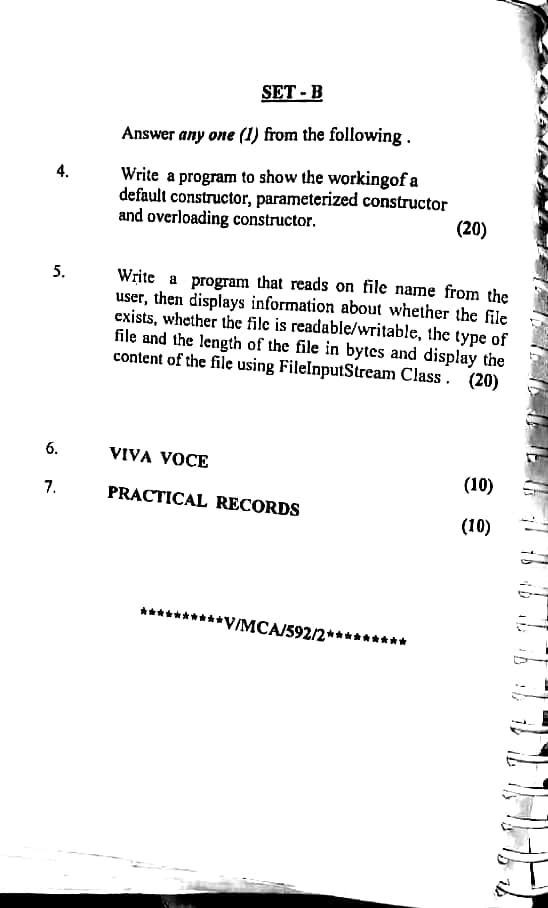 SET - B
Answer any one (1) from the following .
4. Write a program to show the workingof a
default constructor, parameterized constructor
and overloading constructor. (20)
5. Write a program that reads on file name from the
user, then displays information about whether the file
exists, whether the file is readable/writable, the type of
file and the length of the file in bytes and display the
content of the file using FileInputStream Class . (20)
6. VIVA VOCE (10)
7. PRACTICAL RECORDS (10)
**********V/MCA/592/2*********